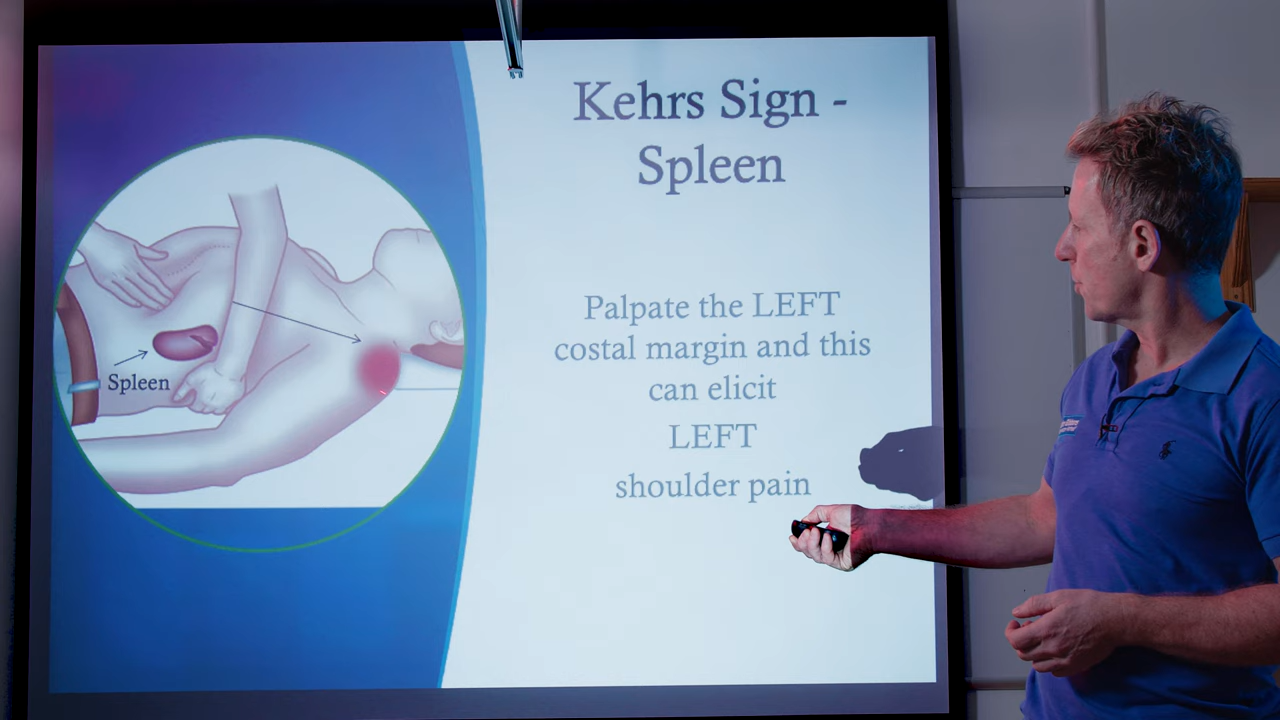 Kehrs Sign -
Spleen
Palpate the LEFT
costal margin and this
can elicit
LEFT
shoulder pain
Spleen